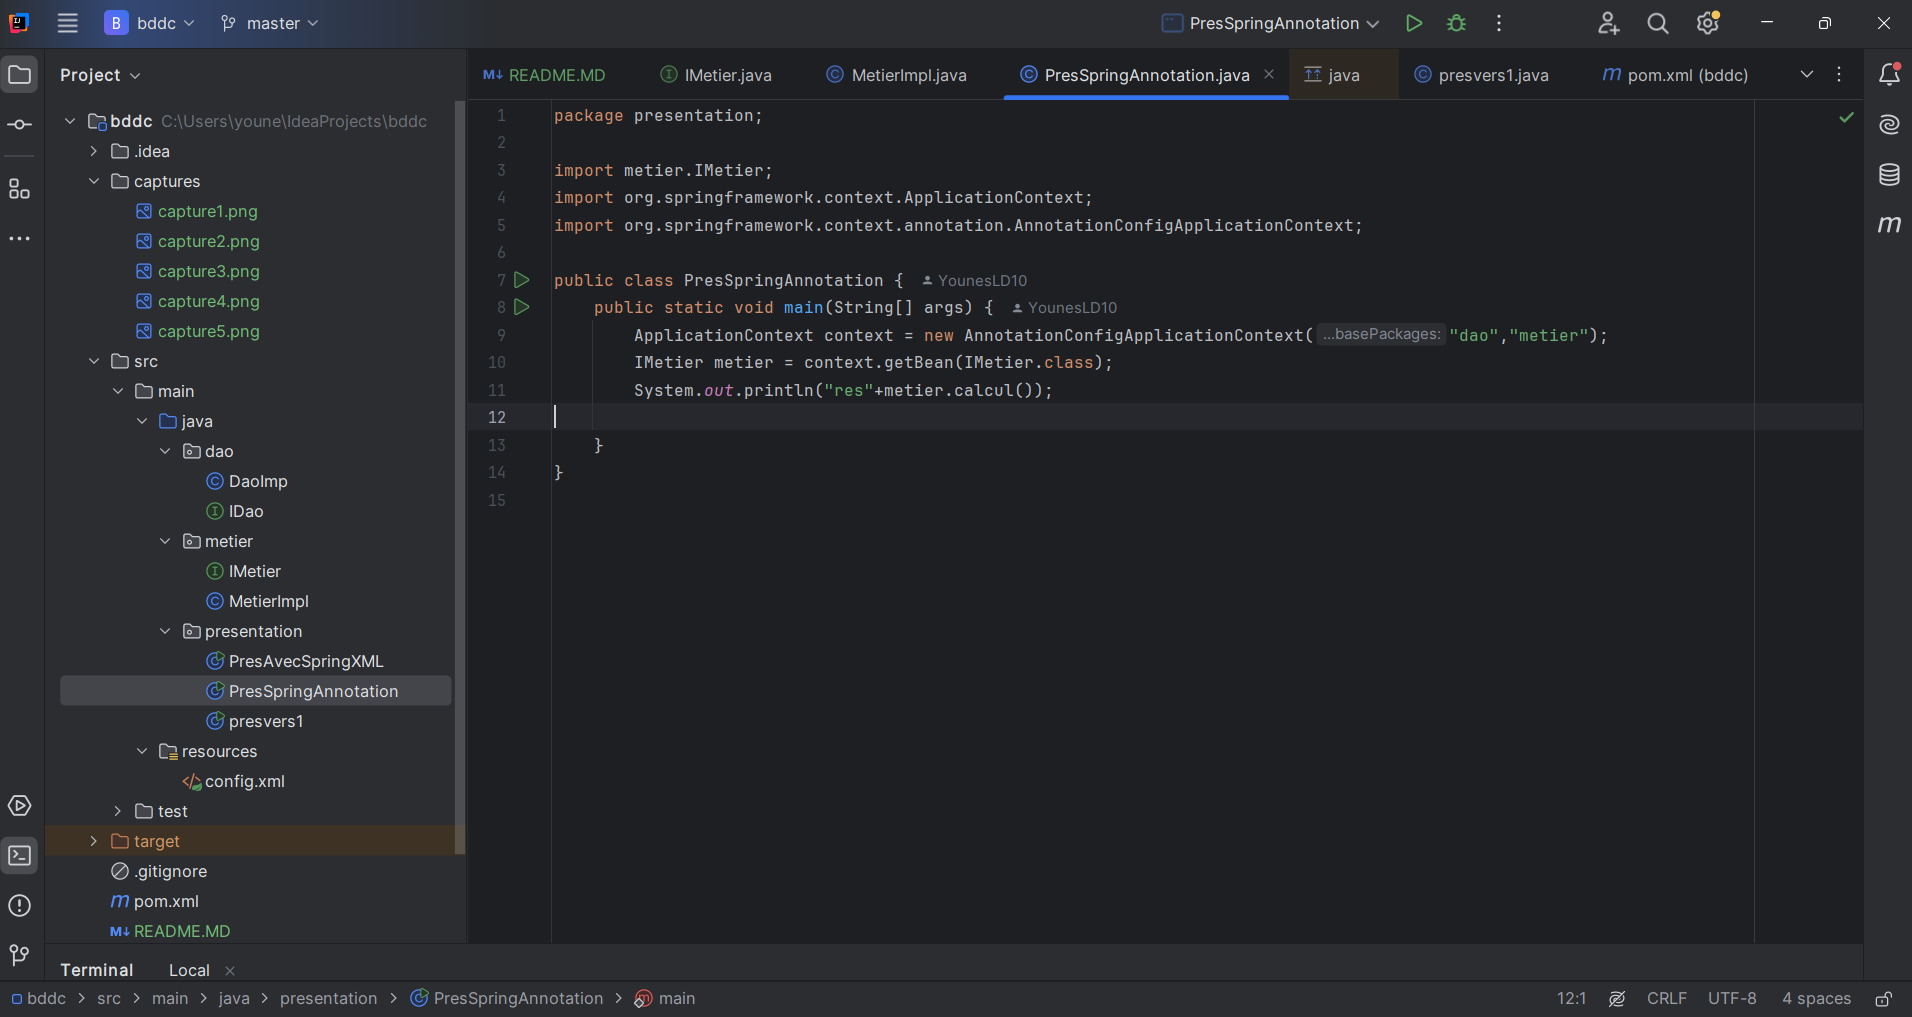 B bddc master PresSpringAnnotation
Project
README.MD IMetier.java MetierImpl.java PresSpringAnnotation.java java presvers1.java pom.xml (bddc)
bddc C:\Users\youne\IdeaProjects\bddc
.idea
captures
capture1.png
capture2.png
capture3.png
capture4.png
capture5.png
src
main
java
dao
DaoImp
IDao
metier
IMetier
MetierImpl
presentation
PresAvecSpringXML
PresSpringAnnotation
presvers1
resources
config.xml
test
target
.gitignore
pom.xml
README.MD
1 package presentation;
2
3 import metier.IMetier;
4 import org.springframework.context.ApplicationContext;
5 import org.springframework.context.annotation.AnnotationConfigApplicationContext;
6
7 public class PresSpringAnnotation { YounesLD10
8 public static void main(String[] args) { YounesLD10
9 ApplicationContext context = new AnnotationConfigApplicationContext( ...basePackages: "dao","metier");
10 IMetier metier = context.getBean(IMetier.class);
11 System.out.println("res"+metier.calcul());
12
13 }
14 }
15
Terminal Local
bddc > src > main > java > presentation > PresSpringAnnotation > main 12:1 CRLF UTF-8 4 spaces